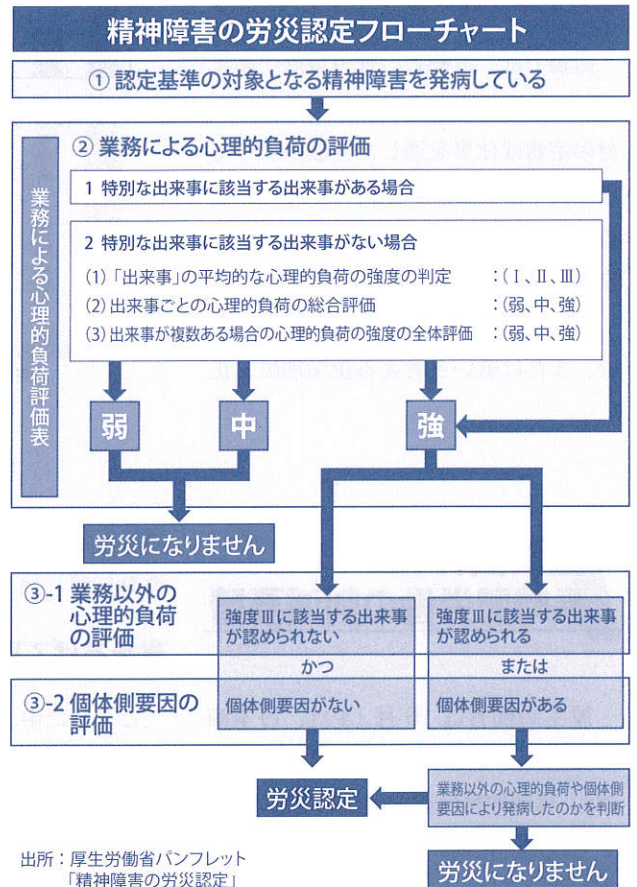 精神障害の労災認定フローチャート
① 認定基準の対象となる精神障害を発病している
業務による心理的負荷評価表
② 業務による心理的負荷の評価
1 特別な出来事に該当する出来事がある場合
2 特別な出来事に該当する出来事がない場合
(1)「出来事」の平均的な心理的負荷の強度の判定 :(Ⅰ、Ⅱ、Ⅲ)
(2)出来事ごとの心理的負荷の総合評価 :(弱、中、強)
(3)出来事が複数ある場合の心理的負荷の強度の全体評価 :(弱、中、強)
弱 中 強
労災になりません
③-1 業務以外の
心理的負荷
の評価
強度Ⅲに該当する出来事
が認められない
強度Ⅲに該当する出来事
が認められる
かつ
または
③-2 個体側要因の
評価
個体側要因がない
個体側要因がある
労災認定
業務以外の心理的負荷や個体側
要因により発病したのかを判断
労災になりません
出所:厚生労働省パンフレット
「精神障害の労災認定」